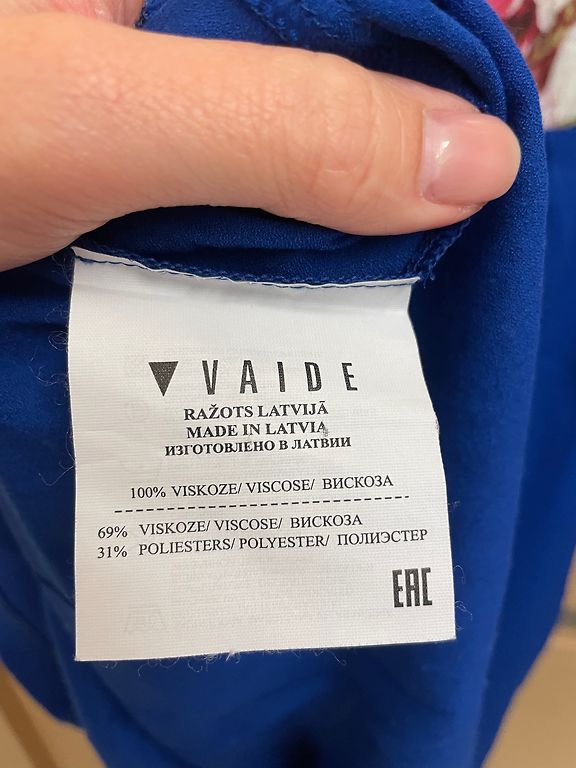 VAIDE
RAŽOTS LATVIJĀ
MADE IN LATVIA
ИЗГОТОВЛЕНО В ЛАТВИИ
100% VISKOZE/ VISCOSE/ ВИСКОЗА
69% VISKOZE/ VISCOSE/ ВИСКОЗА
31% POLIESTERS/ POLYESTER/ ПОЛИЭСТЕР
EAC